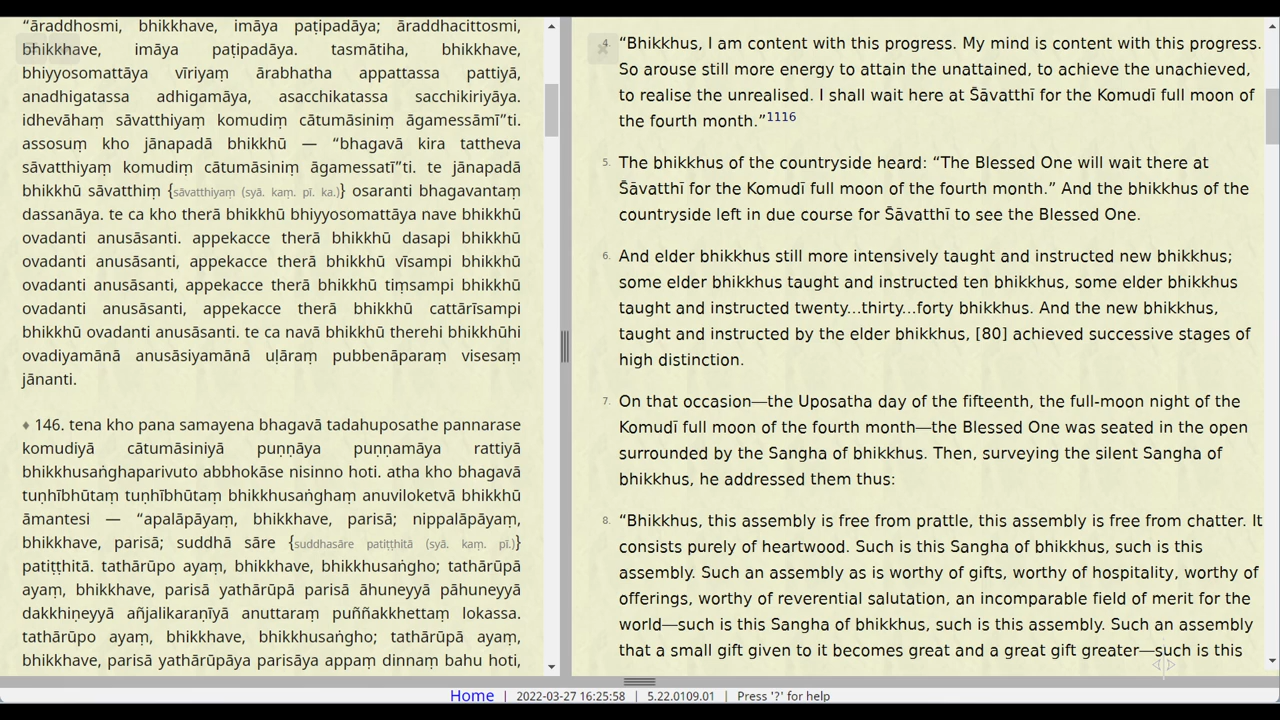 “āraddhosmi, bhikkhave, imāya paṭipadāya; āraddhacittosmi,
bhikkhave, imāya paṭipadāya. tasmātiha, bhikkhave,
bhiyyosomattāya vīriyaṃ ārabhatha appattassa pattiyā,
anadhigatassa adhigamāya, asacchikatassa sacchikiriyāya.
idhevāhaṃ sāvatthiyaṃ komudiṃ cātumāsiniṃ āgamessāmī”ti.
assosuṃ kho jānapadā bhikkhū — “bhagavā kira tattheva
sāvatthiyaṃ komudiṃ cātumāsiniṃ āgamessatī”ti. te jānapadā
bhikkhū sāvatthiṃ {sāvatthiyaṃ (syā. kaṃ. pī. ka.)} osaranti bhagavantaṃ
dassanāya. te ca kho therā bhikkhū bhiyyosomattāya nave bhikkhū
ovadanti anusāsanti. appekacce therā bhikkhū dasapi bhikkhū
ovadanti anusāsanti, appekacce therā bhikkhū vīsampi bhikkhū
ovadanti anusāsanti, appekacce therā bhikkhū tiṃsampi bhikkhū
ovadanti anusāsanti, appekacce therā bhikkhū cattārīsampi
bhikkhū ovadanti anusāsanti. te ca navā bhikkhū therehi bhikkhūhi
ovadiyamānā anusāsiyamānā uḷāraṃ pubbenāparaṃ visesaṃ
jānanti.
♦ 146. tena kho pana samayena bhagavā tadahuposathe pannarase
komudiyā cātumāsiniyā puṇṇāya puṇṇamāya rattiyā
bhikkhusaṅghaparivuto abbhokāse nisinno hoti. atha kho bhagavā
tuṇhībhūtaṃ tuṇhībhūtaṃ bhikkhusaṅghaṃ anuviloketvā bhikkhū
āmantesi — “apalāpāyaṃ, bhikkhave, parisā; nippalāpāyaṃ,
bhikkhave, parisā; suddhā sāre {suddhasāre patiṭṭhitā (syā. kaṃ. pī.)}
patiṭṭhitā. tathārūpo ayaṃ, bhikkhave, bhikkhusaṅgho; tathārūpā
ayaṃ, bhikkhave, parisā yathārūpā parisā āhuneyyā pāhuneyyā
dakkhiṇeyyā añjalikaraṇīyā anuttaraṃ puññakkhettaṃ lokassa.
tathārūpo ayaṃ, bhikkhave, bhikkhusaṅgho; tathārūpā ayaṃ,
bhikkhave, parisā yathārūpāya parisāya appaṃ dinnaṃ bahu hoti,
4. “Bhikkhus, I am content with this progress. My mind is content with this progress.
So arouse still more energy to attain the unattained, to achieve the unachieved,
to realise the unrealised. I shall wait here at S̄āvatthī for the Komudī full moon of
the fourth month.”1116
5. The bhikkhus of the countryside heard: “The Blessed One will wait there at
S̄āvatthī for the Komudī full moon of the fourth month.” And the bhikkhus of the
countryside left in due course for S̄āvatthī to see the Blessed One.
6. And elder bhikkhus still more intensively taught and instructed new bhikkhus;
some elder bhikkhus taught and instructed ten bhikkhus, some elder bhikkhus
taught and instructed twenty…thirty…forty bhikkhus. And the new bhikkhus,
taught and instructed by the elder bhikkhus, [80] achieved successive stages of
high distinction.
7. On that occasion—the Uposatha day of the fifteenth, the full-moon night of the
Komudī full moon of the fourth month—the Blessed One was seated in the open
surrounded by the Sangha of bhikkhus. Then, surveying the silent Sangha of
bhikkhus, he addressed them thus:
8. “Bhikkhus, this assembly is free from prattle, this assembly is free from chatter. It
consists purely of heartwood. Such is this Sangha of bhikkhus, such is this
assembly. Such an assembly as is worthy of gifts, worthy of hospitality, worthy of
offerings, worthy of reverential salutation, an incomparable field of merit for the
world—such is this Sangha of bhikkhus, such is this assembly. Such an assembly
that a small gift given to it becomes great and a great gift greater—such is this
Home | 2022-03-27 16:25:58 | 5.22.0109.01 | Press '?' for help